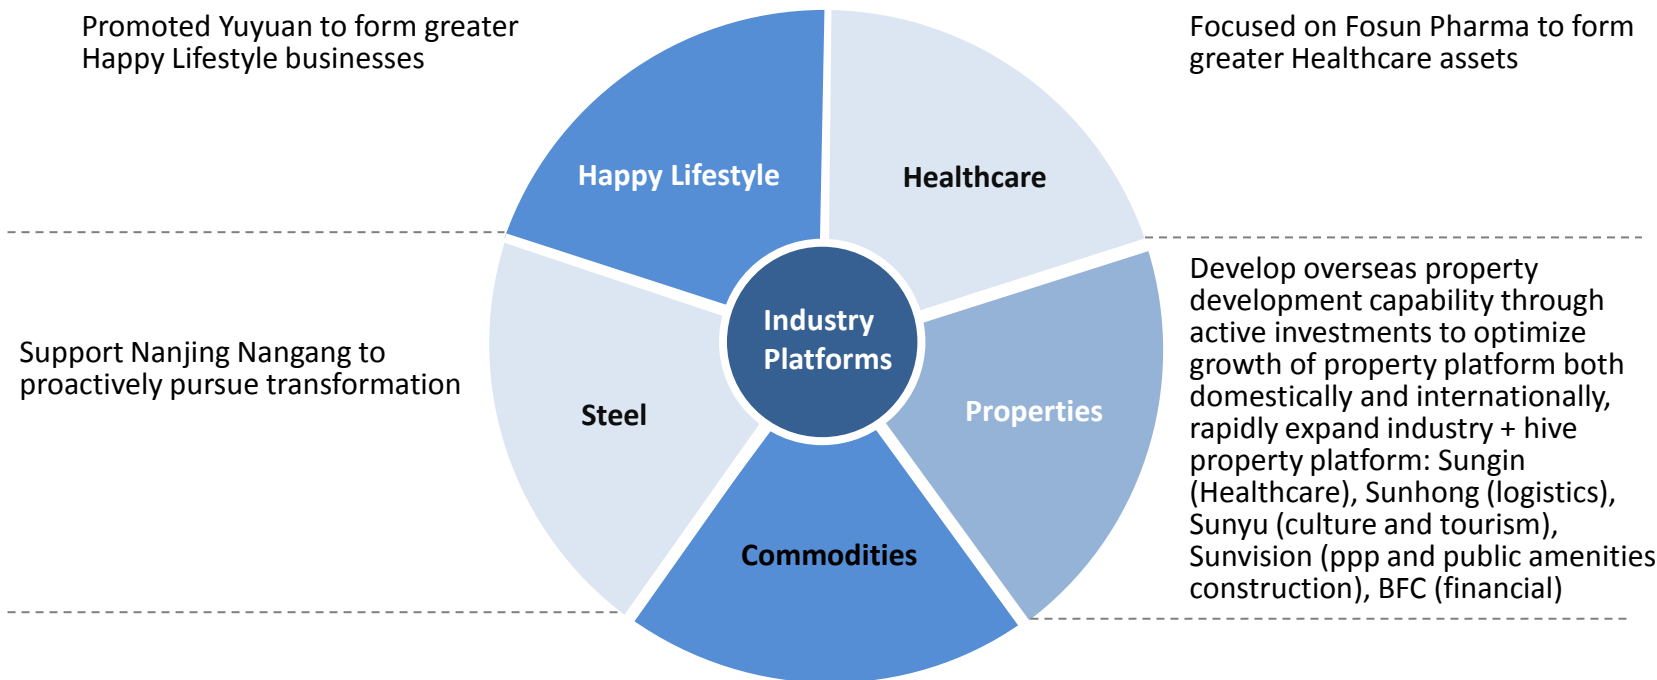 Promoted Yuyuan to form greater
Happy Lifestyle businesses
Focused on Fosun Pharma to form
greater Healthcare assets
Happy Lifestyle
Healthcare
Industry
Platforms
Support Nanjing Nangang to
proactively pursue transformation
Steel
Properties
Develop overseas property
development capability through
active investments to optimize
growth of property platform both
domestically and internationally,
rapidly expand industry + hive
property platform: Sungin
(Healthcare), Sunhong (logistics),
Sunyu (culture and tourism),
Sunvision (ppp and public amenities
construction), BFC (financial)
Commodities